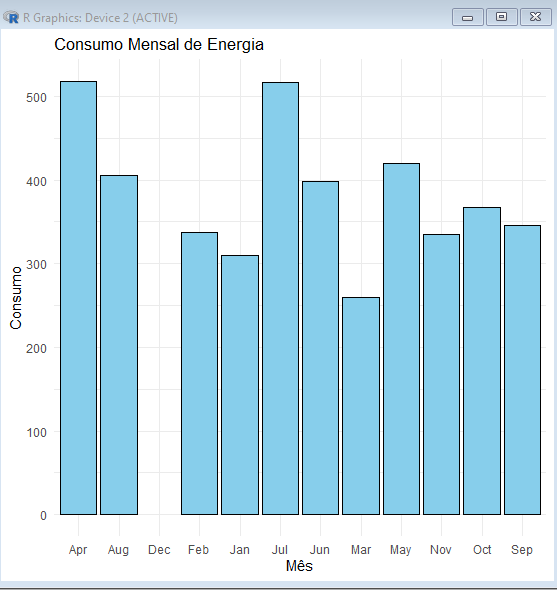 R Graphics: Device 2 (ACTIVE)
Consumo Mensal de Energia
500
400
300
200
100
0
Consumo
Apr Aug Dec Feb Jan Jul Jun Mar May Nov Oct Sep
Mês